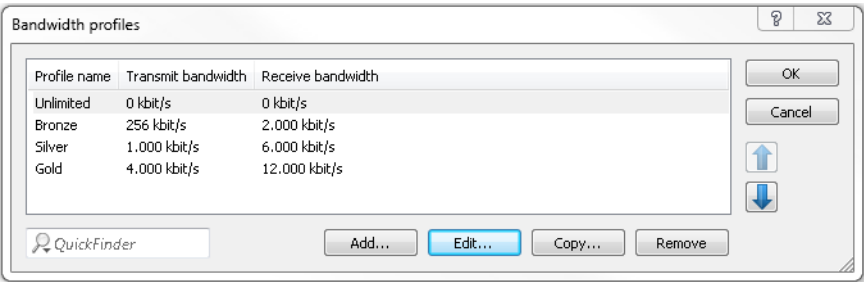 Bandwidth profiles
Profile name Transmit bandwidth Receive bandwidth
Unlimited 0 kbit/s 0 kbit/s
Bronze 256 kbit/s 2.000 kbit/s
Silver 1.000 kbit/s 6.000 kbit/s
Gold 4.000 kbit/s 12.000 kbit/s
OK
Cancel
QuickFinder
Add... Edit... Copy... Remove